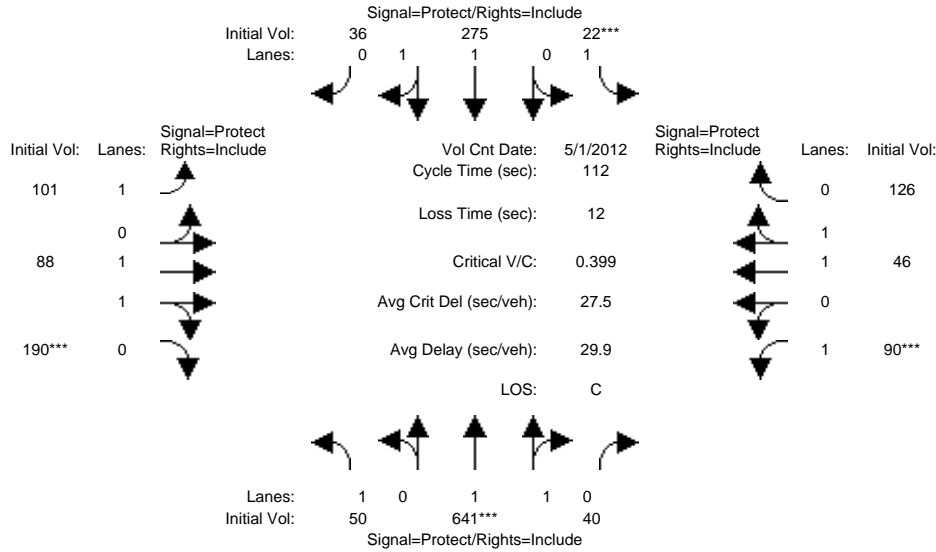 Signal=Protect/Rights=Include
Initial Vol: 36 275 22***
Lanes: 0 1 1 0 1
Signal=Protect Signal=Protect
Initial Vol: Lanes: Rights=Include Vol Cnt Date: 5/1/2012 Rights=Include Lanes: Initial Vol:
Cycle Time (sec): 112
101 1 0 126
Loss Time (sec): 12
0 1
88 1 Critical V/C: 0.399 1 46
1 Avg Crit Del (sec/veh): 27.5 0
190*** 0 Avg Delay (sec/veh): 29.9 1 90***
LOS: C
Lanes: 1 0 1 1 0
Initial Vol: 50 641*** 40
Signal=Protect/Rights=Include